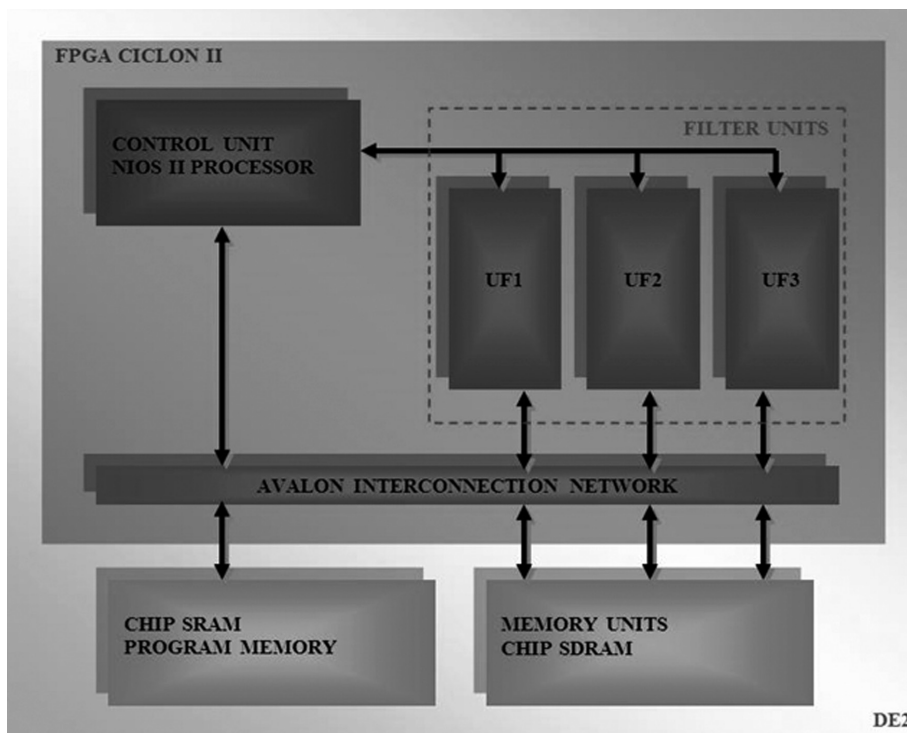 FPGA CICLON II
CONTROL UNIT
NIOS II PROCESSOR
FILTER UNITS
UF1
UF2
UF3
AVALON INTERCONNECTION NETWORK
CHIP SRAM
PROGRAM MEMORY
MEMORY UNITS
CHIP SDRAM
DE2